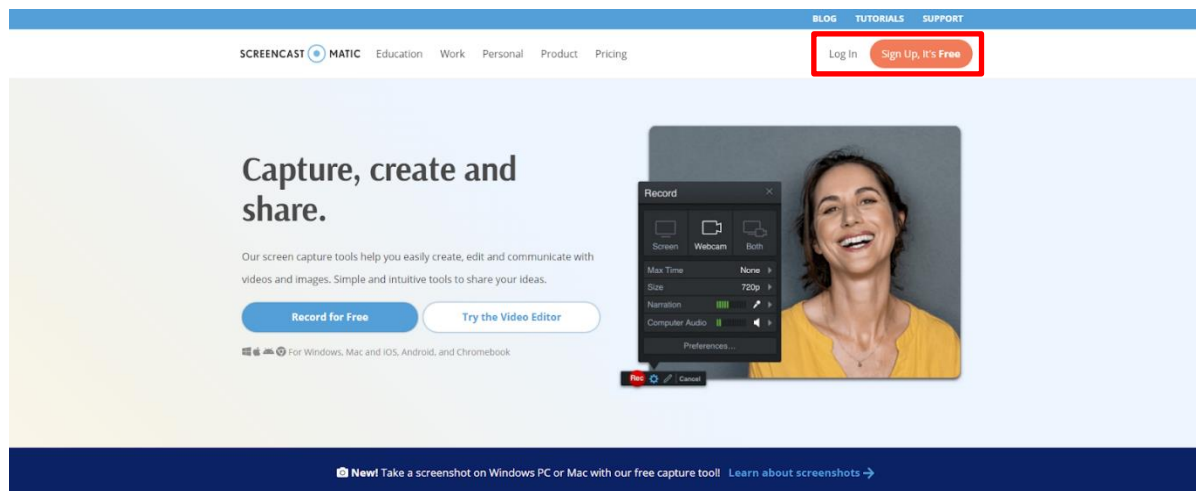 BLOG TUTORIALS SUPPORT
SCREENCAST MATIC Education Work Personal Product Pricing Log In Sign Up, It's Free
Capture, create and
share.
Our screen capture tools help you easily create, edit and communicate with
videos and images. Simple and intuitive tools to share your ideas.
Record for Free Try the Video Editor
For Windows, Mac and iOS, Android, and Chromebook
Record
Screen Webcam Both
Max Time None
Size 720p
Narration
Computer Audio
Preferences...
Rec Cancel
New! Take a screenshot on Windows PC or Mac with our free capture tool! Learn about screenshots